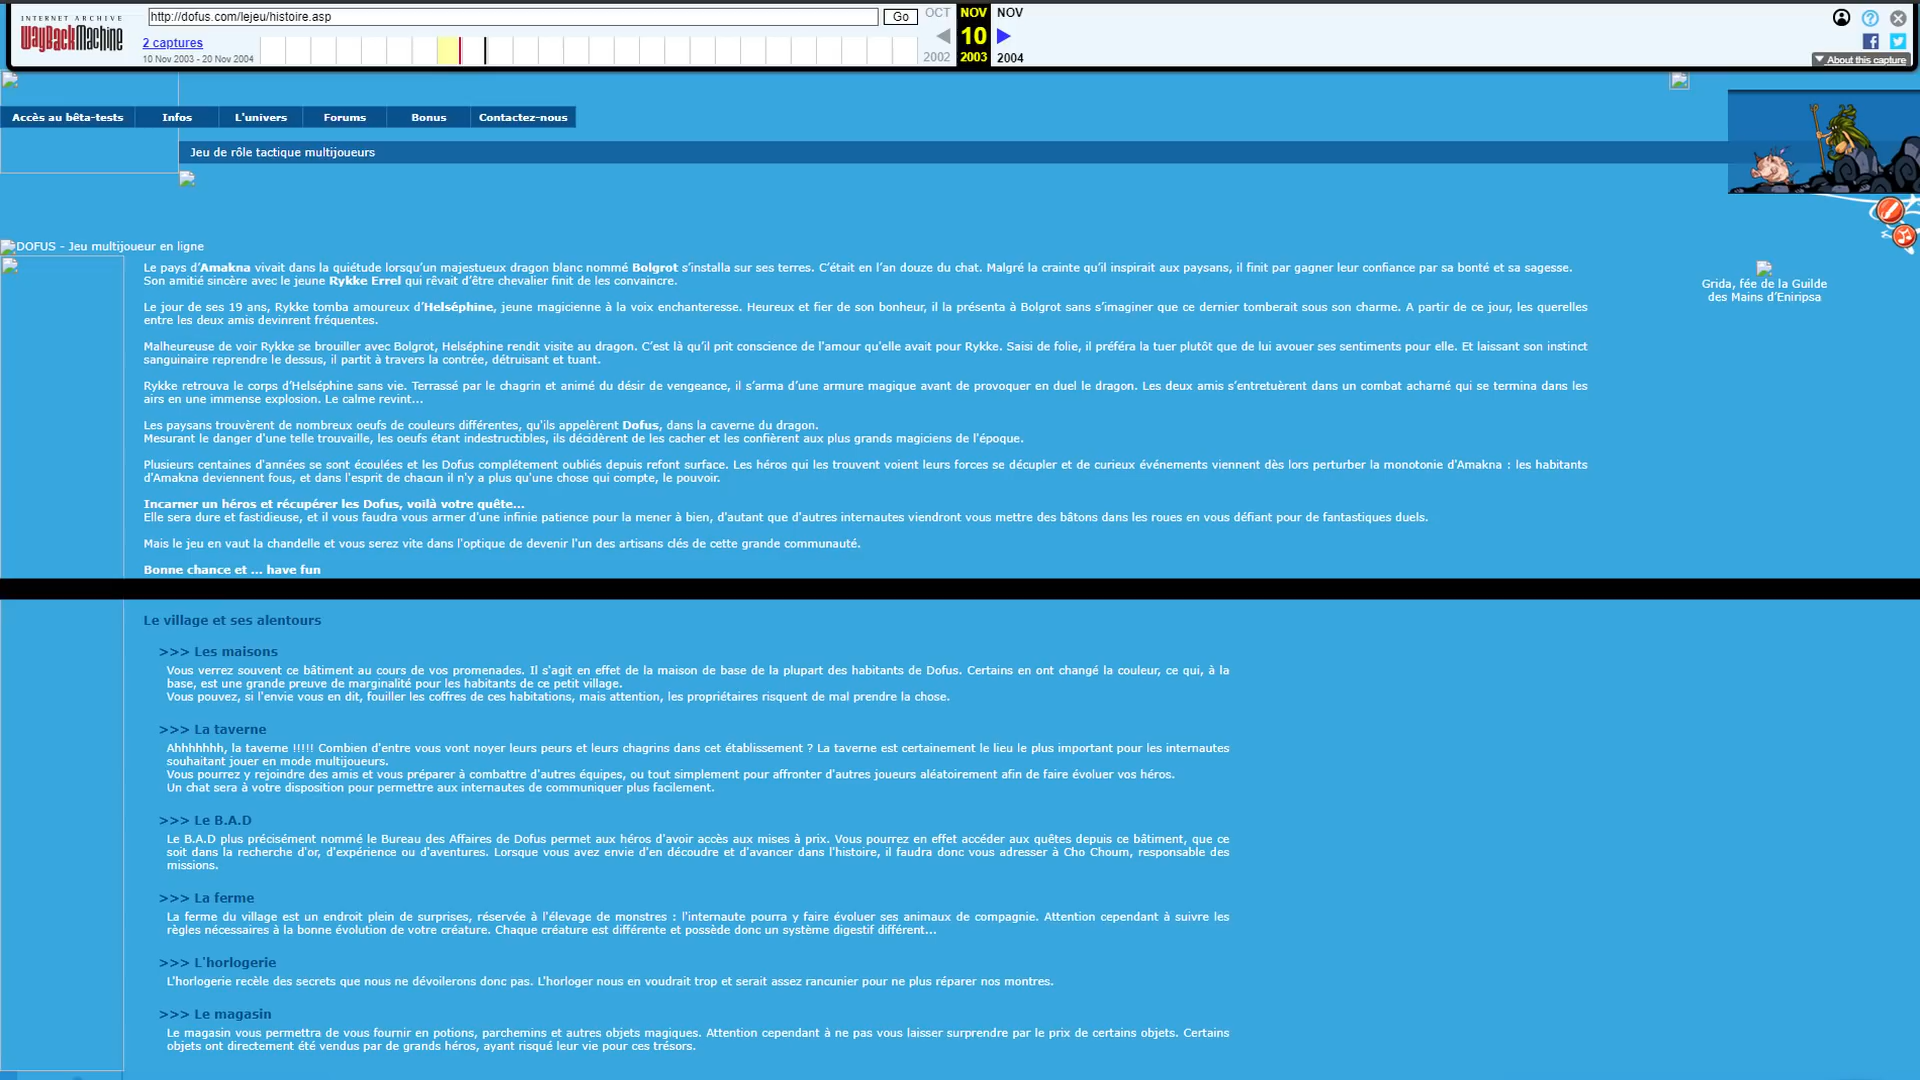 INTERNET ARCHIVE
WayBackMachine
http://dofus.com/lejeu/histoire.asp
Go
OCT
NOV
NOV
2 captures
10
10 Nov 2003 - 20 Nov 2004
2002
2003
2004
About this capture
Accès au bêta-tests
Infos
L'univers
Forums
Bonus
Contactez-nous
Jeu de rôle tactique multijoueurs
DOFUS - Jeu multijoueur en ligne
Le pays d’Amakna vivait dans la quiétude lorsqu’un majestueux dragon blanc nommé Bolgrot s’installa sur ses terres. C’était en l’an douze du chat. Malgré la crainte qu’il inspirait aux paysans, il finit par gagner leur confiance par sa bonté et sa sagesse.
Son amitié sincère avec le jeune Rykke Errel qui rêvait d’être chevalier finit de les convaincre.
Le jour de ses 19 ans, Rykke tomba amoureux d’Helséphine, jeune magicienne à la voix enchanteresse. Heureux et fier de son bonheur, il la présenta à Bolgrot sans s’imaginer que ce dernier tomberait sous son charme. A partir de ce jour, les querelles
entre les deux amis devinrent fréquentes.
Malheureuse de voir Rykke se brouiller avec Bolgrot, Helséphine rendit visite au dragon. C’est là qu’il prit conscience de l'amour qu'elle avait pour Rykke. Saisi de folie, il préféra la tuer plutôt que de lui avouer ses sentiments pour elle. Et laissant son instinct
sanguinaire reprendre le dessus, il partit à travers la contrée, détruisant et tuant.
Rykke retrouva le corps d’Helséphine sans vie. Terrassé par le chagrin et animé du désir de vengeance, il s’arma d’une armure magique avant de provoquer en duel le dragon. Les deux amis s’entretuèrent dans un combat acharné qui se termina dans les
airs en une immense explosion. Le calme revint...
Les paysans trouvèrent de nombreux oeufs de couleurs différentes, qu'ils appelèrent Dofus, dans la caverne du dragon.
Mesurant le danger d'une telle trouvaille, les oeufs étant indestructibles, ils décidèrent de les cacher et les confièrent aux plus grands magiciens de l'époque.
Plusieurs centaines d'années se sont écoulées et les Dofus complétement oubliés depuis refont surface. Les héros qui les trouvent voient leurs forces se décupler et de curieux événements viennent dès lors perturber la monotonie d'Amakna : les habitants
d'Amakna deviennent fous, et dans l'esprit de chacun il n'y a plus qu'une chose qui compte, le pouvoir.
Incarner un héros et récupérer les Dofus, voilà votre quête...
Elle sera dure et fastidieuse, et il vous faudra vous armer d'une infinie patience pour la mener à bien, d'autant que d'autres internautes viendront vous mettre des bâtons dans les roues en vous défiant pour de fantastiques duels.
Mais le jeu en vaut la chandelle et vous serez vite dans l'optique de devenir l'un des artisans clés de cette grande communauté.
Bonne chance et ... have fun
Grida, fée de la Guilde
des Mains d’Eniripsa
Le village et ses alentours
>>> Les maisons
Vous verrez souvent ce bâtiment au cours de vos promenades. Il s'agit en effet de la maison de base de la plupart des habitants de Dofus. Certains en ont changé la couleur, ce qui, à la
base, est une grande preuve de marginalité pour les habitants de ce petit village.
Vous pouvez, si l'envie vous en dit, fouiller les coffres de ces habitations, mais attention, les propriétaires risquent de mal prendre la chose.
>>> La taverne
Ahhhhhhh, la taverne !!!!! Combien d'entre vous vont noyer leurs peurs et leurs chagrins dans cet établissement ? La taverne est certainement le lieu le plus important pour les internautes
souhaitant jouer en mode multijoueurs.
Vous pourrez y rejoindre des amis et vous préparer à combattre d'autres équipes, ou tout simplement pour affronter d'autres joueurs aléatoirement afin de faire évoluer vos héros.
Un chat sera à votre disposition pour permettre aux internautes de communiquer plus facilement.
>>> Le B.A.D
Le B.A.D plus précisément nommé le Bureau des Affaires de Dofus permet aux héros d'avoir accès aux mises à prix. Vous pourrez en effet accéder aux quêtes depuis ce bâtiment, que ce
soit dans la recherche d'or, d'expérience ou d'aventures. Lorsque vous avez envie d'en découdre et d'avancer dans l'histoire, il faudra donc vous adresser à Cho Choum, responsable des
missions.
>>> La ferme
La ferme du village est un endroit plein de surprises, réservée à l'élevage de monstres : l'internaute pourra y faire évoluer ses animaux de compagnie. Attention cependant à suivre les
règles nécessaires à la bonne évolution de votre créature. Chaque créature est différente et possède donc un système digestif différent...
>>> L'horlogerie
L'horlogerie recèle des secrets que nous ne dévoilerons donc pas. L'horloger nous en voudrait trop et serait assez rancunier pour ne plus réparer nos montres.
>>> Le magasin
Le magasin vous permettra de vous fournir en potions, parchemins et autres objets magiques. Attention cependant à ne pas vous laisser surprendre par le prix de certains objets. Certains
objets ont directement été vendus par de grands héros, ayant risqué leur vie pour ces trésors.